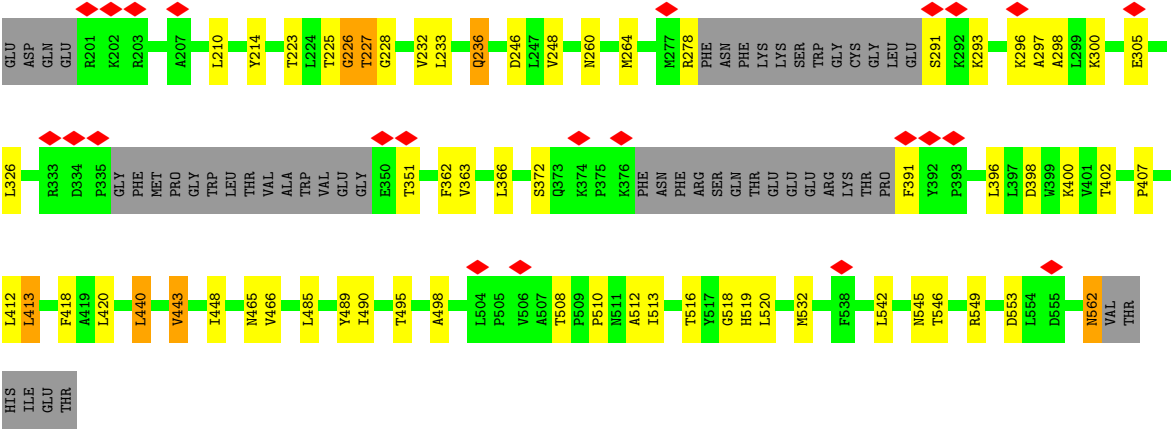 GLU ASP GLN GLU R201 K202 R203 A207 L210 Y214 T223 L224 T225 G226 T227 G228 V232 L233 Q236 D246 L247 V248 N260 M264 M277 R278 PHE ASN PHE LYS LYS SER TRP GLY CYS GLY LEU GLU S291 K292 K293 K296 A297 A298 L299 K300 E305
L326 R333 D334 P335 GLY PHE MET PRO GLY TRP LEU THR VAL ALA TRP VAL GLU GLY E350 T351 F362 V363 L366 S372 Q373 K374 P375 K376 PHE ASN PHE ARG SER GLN THR GLU GLU GLU ARG LYS THR PRO F391 Y392 P393 L396 L397 D398 W399 K400 V401 T402 P407
L412 L413 F418 A419 L420 L440 V443 I448 N465 V466 L485 Y489 I490 T495 A498 L504 P505 V506 A507 T508 P509 P510 N511 A512 I513 T516 Y517 G518 H519 L520 M532 F538 L542 N545 T546 R549 D553 L554 D555 N562 VAL THR
HIS ILE GLU THR